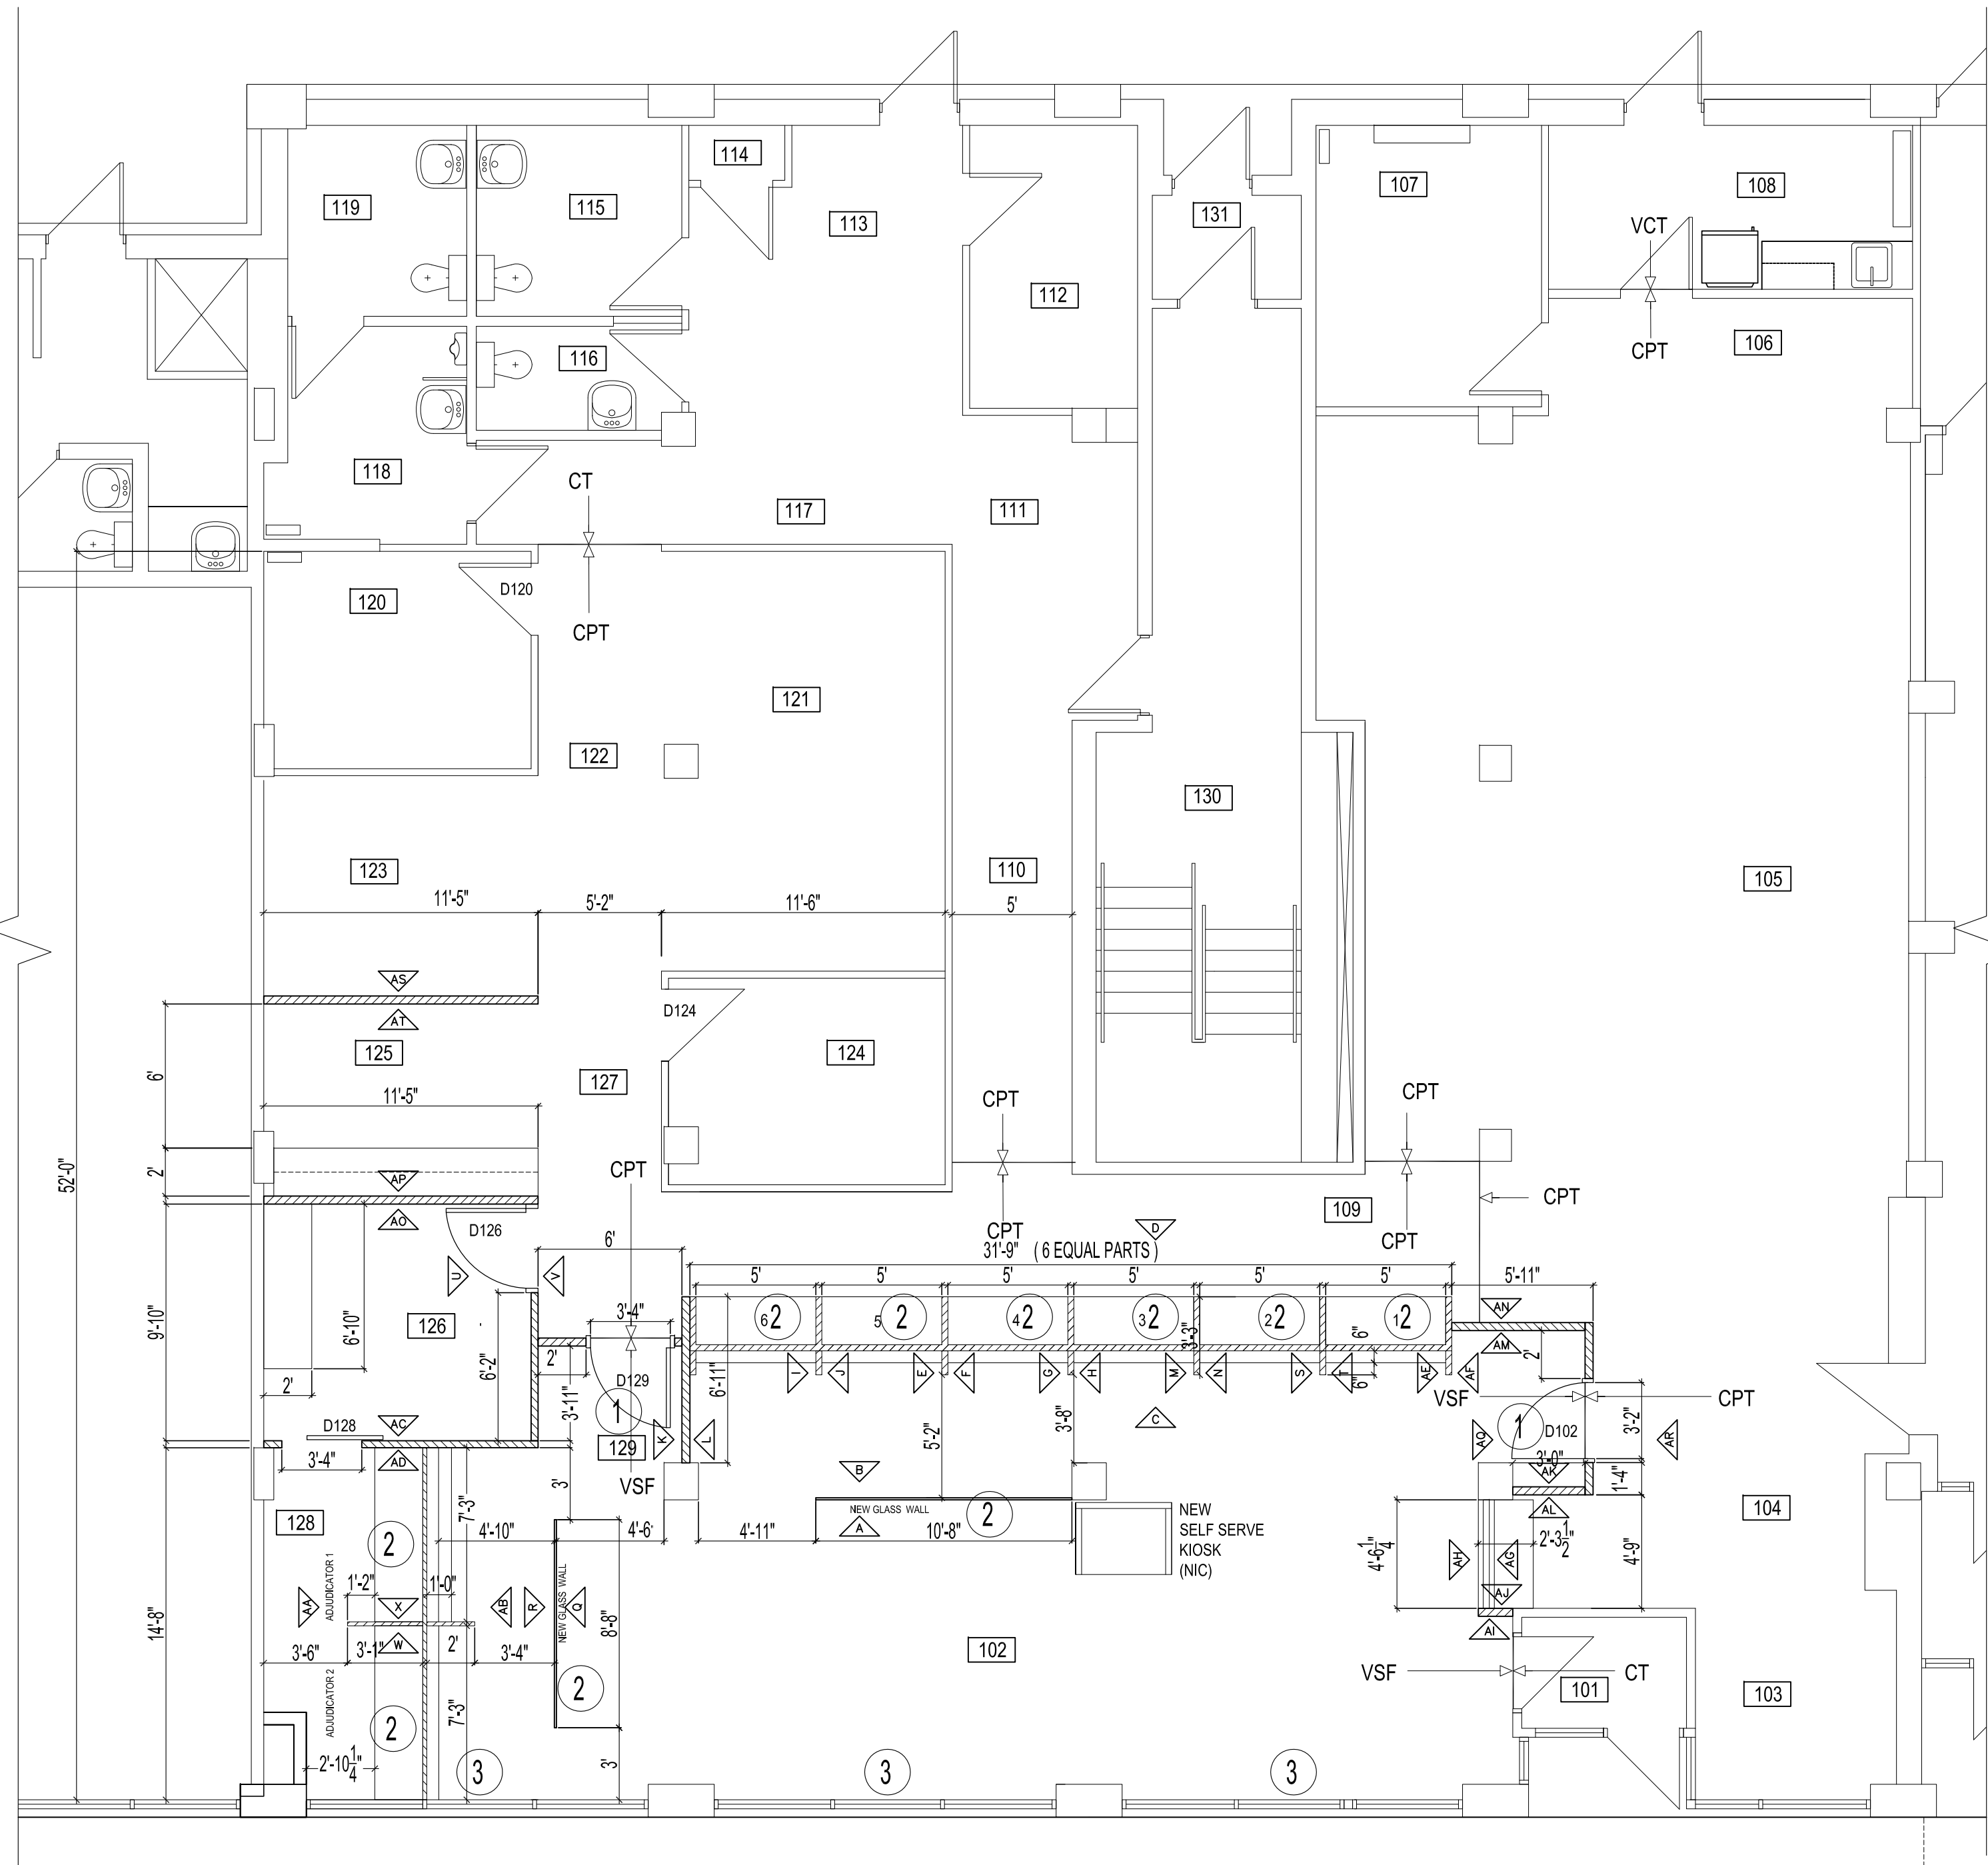 114
119
115
113
131
107
108
VCT
112
116
CPT
106
118
CT
117
111
120
D120
CPT
121
122
130
123
110
105
11'-5"
5'-2"
11'-6"
5'
AS
AT
D124
125
124
127
6'
11'-5"
CPT
CPT
52'-0"
2'
AP
CPT
AO
CPT
109
D126
CPT
D
CPT
6'
31'-9" ( 6 EQUAL PARTS )
U
V
5'
5'
5'
5'
5'
5'
5'-11"
3'-4"
9'-10"
6'-10"
126
6 2
5 2
4 2
3 2
2 2
1 2
AN
6'-2"
2'
6'-11"
3'-3"
6"
AM
2'
D129
I
J
E
F
G
H
M
N
S
T
AE
AF
6"
2'
3'-11"
1
VSF
CPT
D128
AC
129
K
L
5'-2"
3'-8"
C
1
D102
3'-2"
AQ
AR
3'-4"
AD
3'
VSF
B
3'-0"
AK
1'-4"
128
7'-3"
NEW GLASS WALL
2
NEW
SELF SERVE
KIOSK
(NIC)
AL
104
2
4'-10"
4'-6
4'-11"
A
10'-8"
4'-6 1/4"
2'-3 1/2"
AH
AG
4'-9"
ADJUDICATOR 1
1'-2"
1'-0"
NEW GLASS WALL
AA
X
AB
R
Q
8'-8"
AJ
14'-8"
W
AI
3'-6"
3'-1"
2'
3'-4"
102
ADJUDICATOR 2
2
7'-3"
2
VSF
CT
101
103
2'-10 1/4"
3
3'
3
3